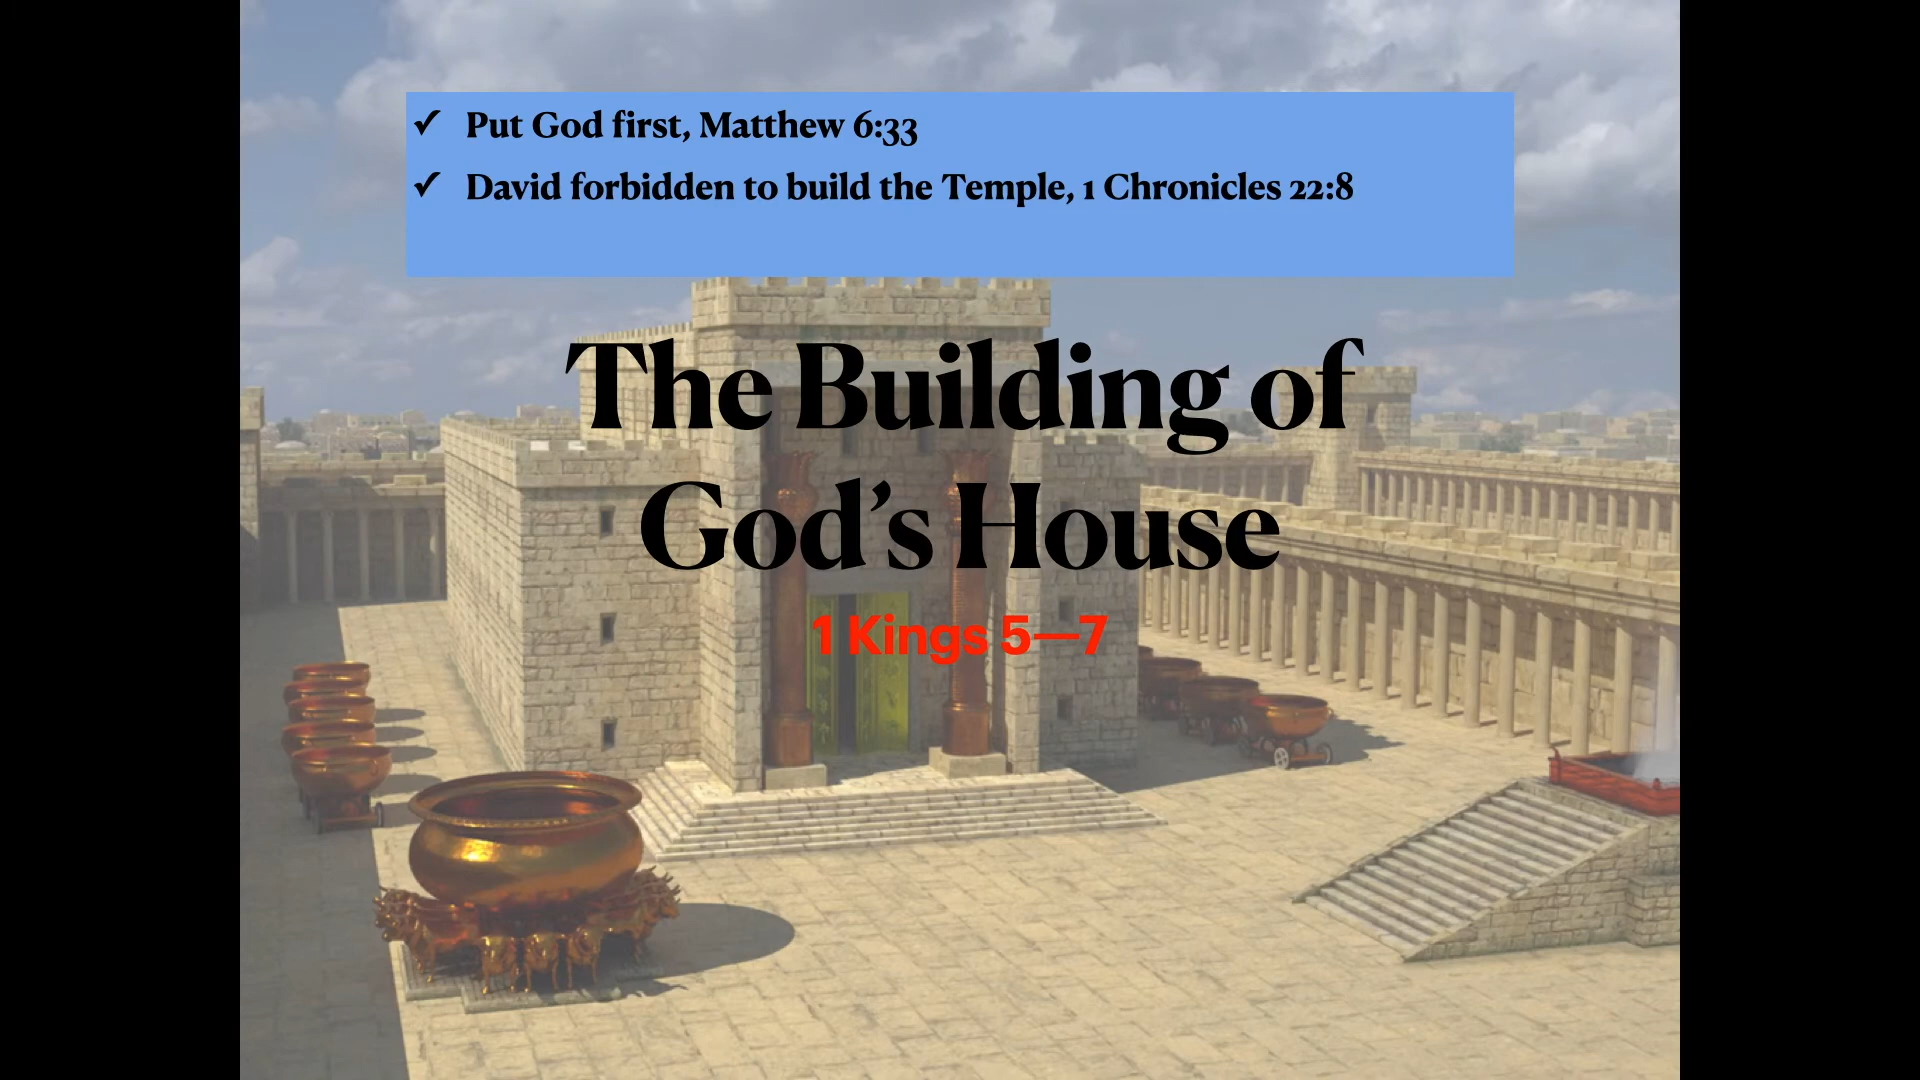 ✓ Put God first, Matthew 6:33
✓ David forbidden to build the Temple, 1 Chronicles 22:8
The Building of
God’s House
1 Kings 5—7